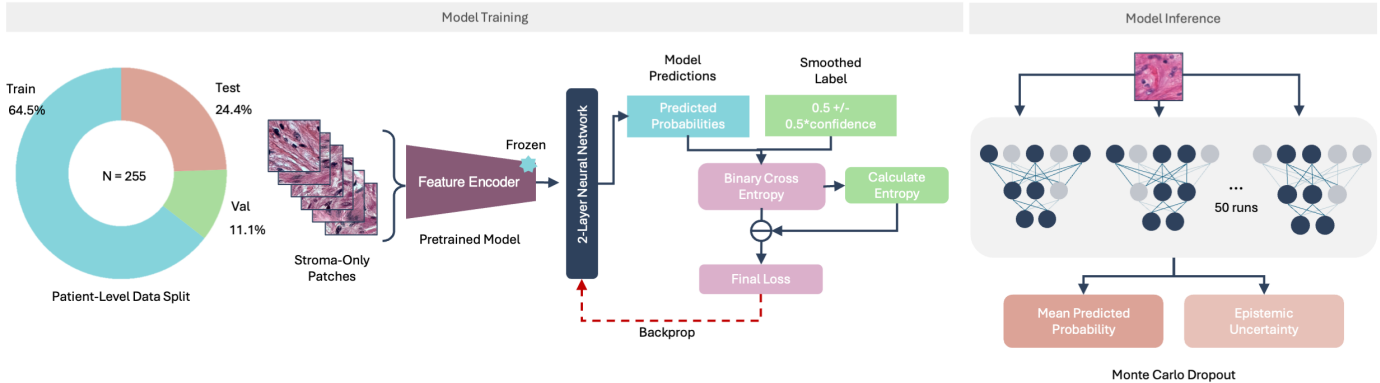 Model Training
Model Inference
Train
64.5%
Test
24.4%
N = 255
Val
11.1%
Patient-Level Data Split
Stroma-Only
Patches
Feature Encoder
Frozen
Pretrained Model
2-Layer Neural Network
Model
Predictions
Smoothed
Label
Predicted
Probabilities
0.5 +/-
0.5*confidence
Binary Cross
Entropy
Calculate
Entropy
Final Loss
Backprop
...
50 runs
Mean Predicted
Probability
Epistemic
Uncertainty
Monte Carlo Dropout